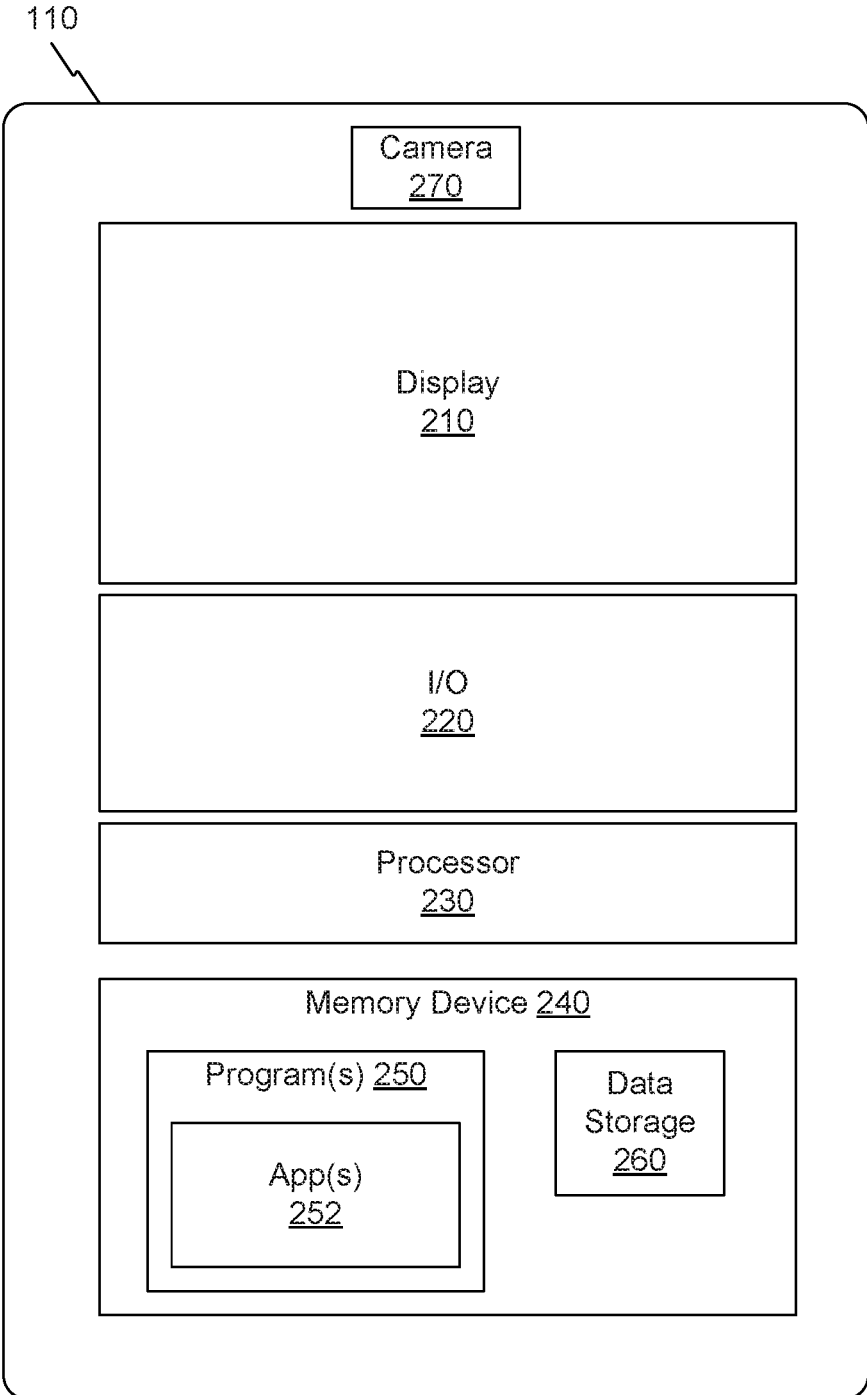 110
Camera
270
Display
210
I/O
220
Processor
230
Memory Device 240
Program(s) 250
App(s)
252
Data
Storage
260